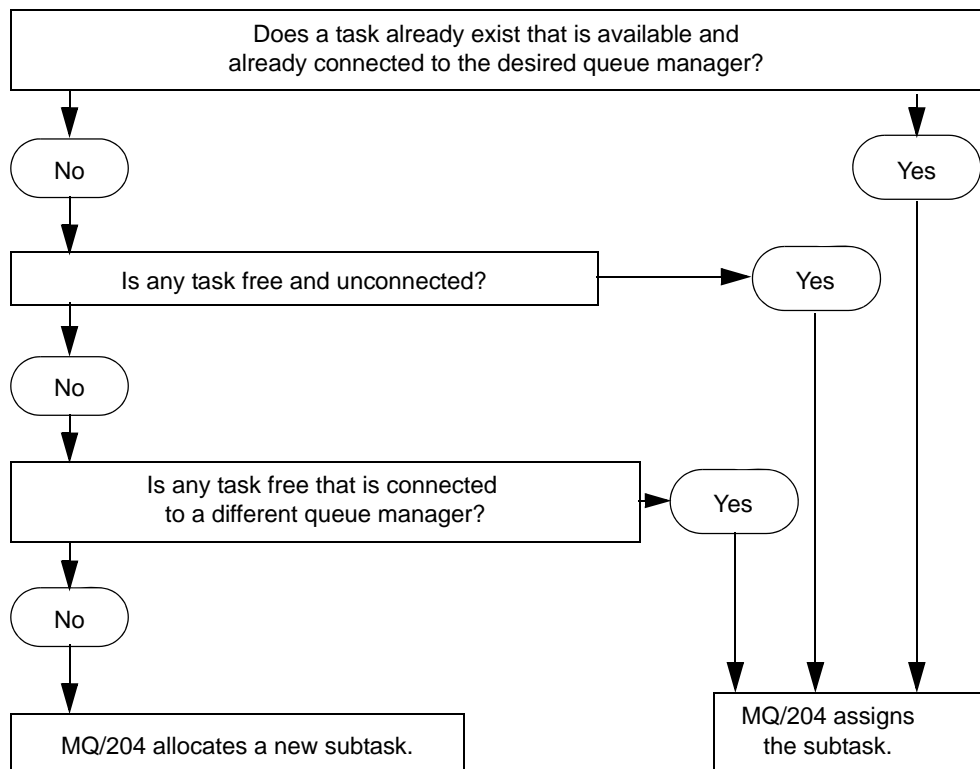 Does a task already exist that is available and
already connected to the desired queue manager?
No
Yes
Is any task free and unconnected?
Yes
No
Is any task free that is connected
to a different queue manager?
Yes
No
MQ/204 allocates a new subtask.
MQ/204 assigns
the subtask.